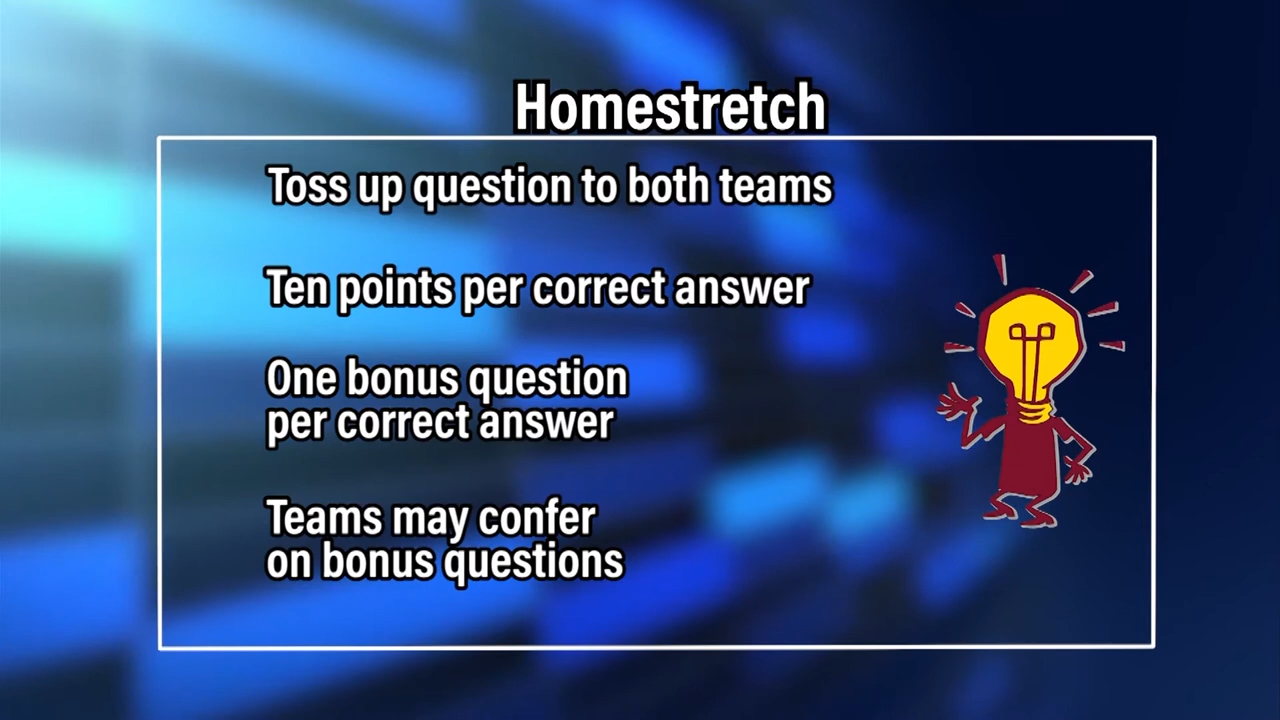 Homestretch
Toss up question to both teams
Ten points per correct answer
One bonus question
per correct answer
Teams may confer
on bonus questions